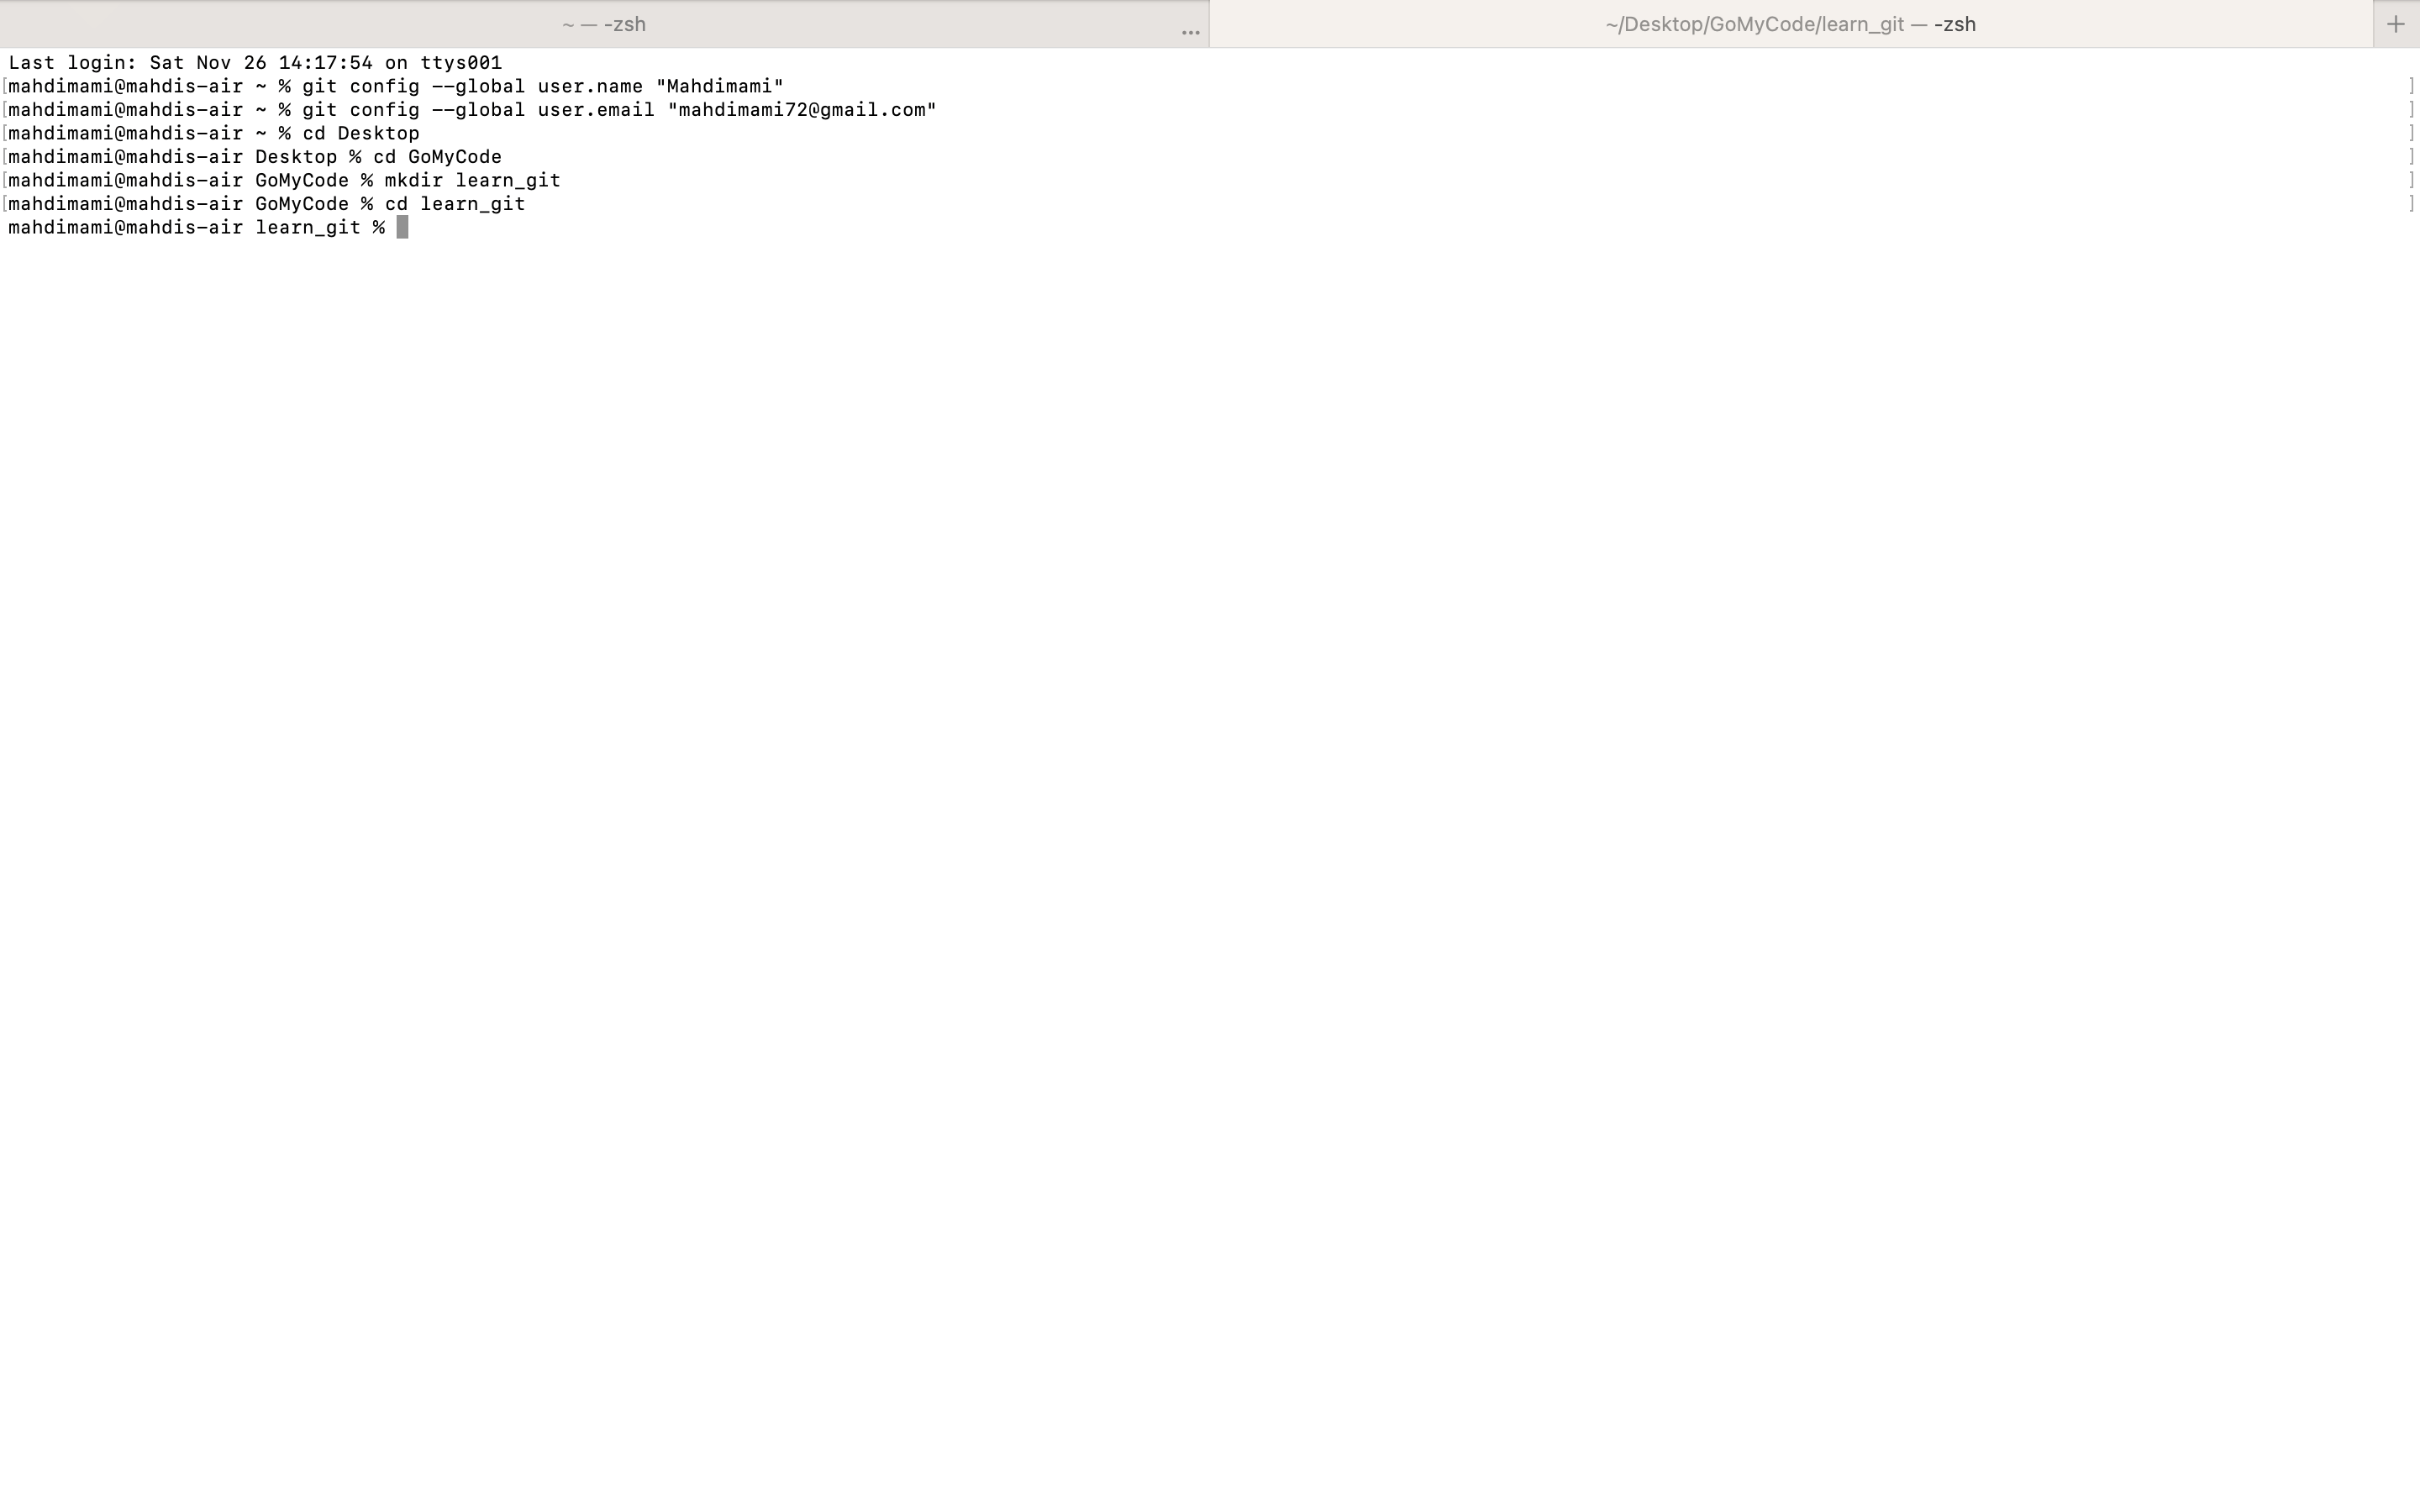 ~ — -zsh
...
~/Desktop/GoMyCode/learn_git — -zsh
+
Last login: Sat Nov 26 14:17:54 on ttys001
[mahdimami@mahdis-air ~ % git config --global user.name "Mahdimami" ]
[mahdimami@mahdis-air ~ % git config --global user.email "mahdimami72@gmail.com" ]
[mahdimami@mahdis-air ~ % cd Desktop ]
[mahdimami@mahdis-air Desktop % cd GoMyCode ]
[mahdimami@mahdis-air GoMyCode % mkdir learn_git ]
[mahdimami@mahdis-air GoMyCode % cd learn_git ]
mahdimami@mahdis-air learn_git %